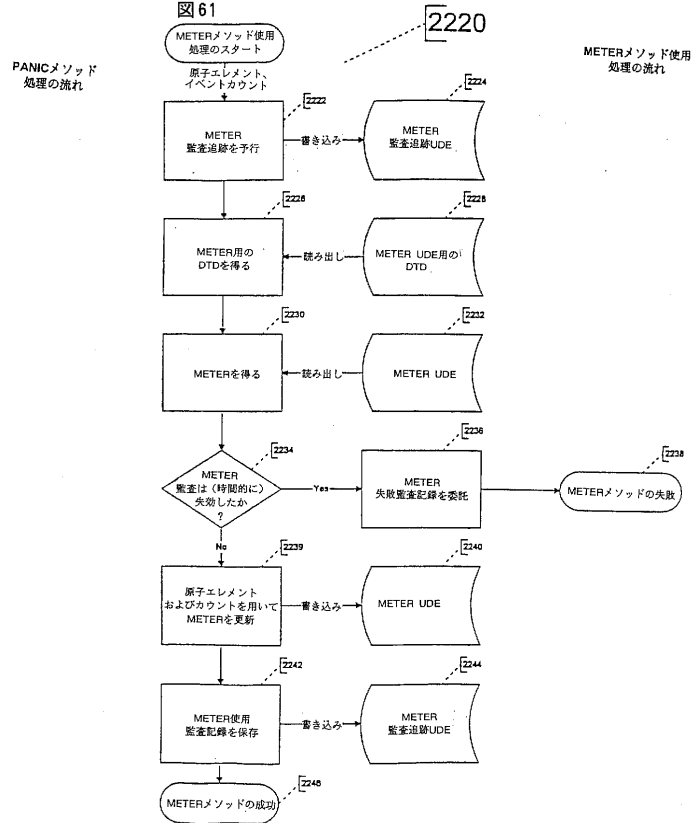 図61
2220
METERメソッド使用
処理のスタート
PANICメソッド
処理の流れ
METERメソッド使用
処理の流れ
原子エレメント、
イベントカウント
2222
METER
監査追跡を予行
書き込み
2224
METER
監査追跡UDE
2226
METER用の
DTDを得る
読み出し
2228
METER UDE用の
DTD
2230
METERを得る
読み出し
2232
METER UDE
2234
METER
監査は(時間的に)
失効したか
?
Yes
2236
METER
失敗監査記録を委託
2238
METERメソッドの失敗
No
2239
原子エレメント
およびカウントを用いて
METERを更新
書き込み
2240
METER UDE
2242
METER使用
監査記録を保存
書き込み
2244
METER
監査追跡UDE
2246
METERメソッドの成功